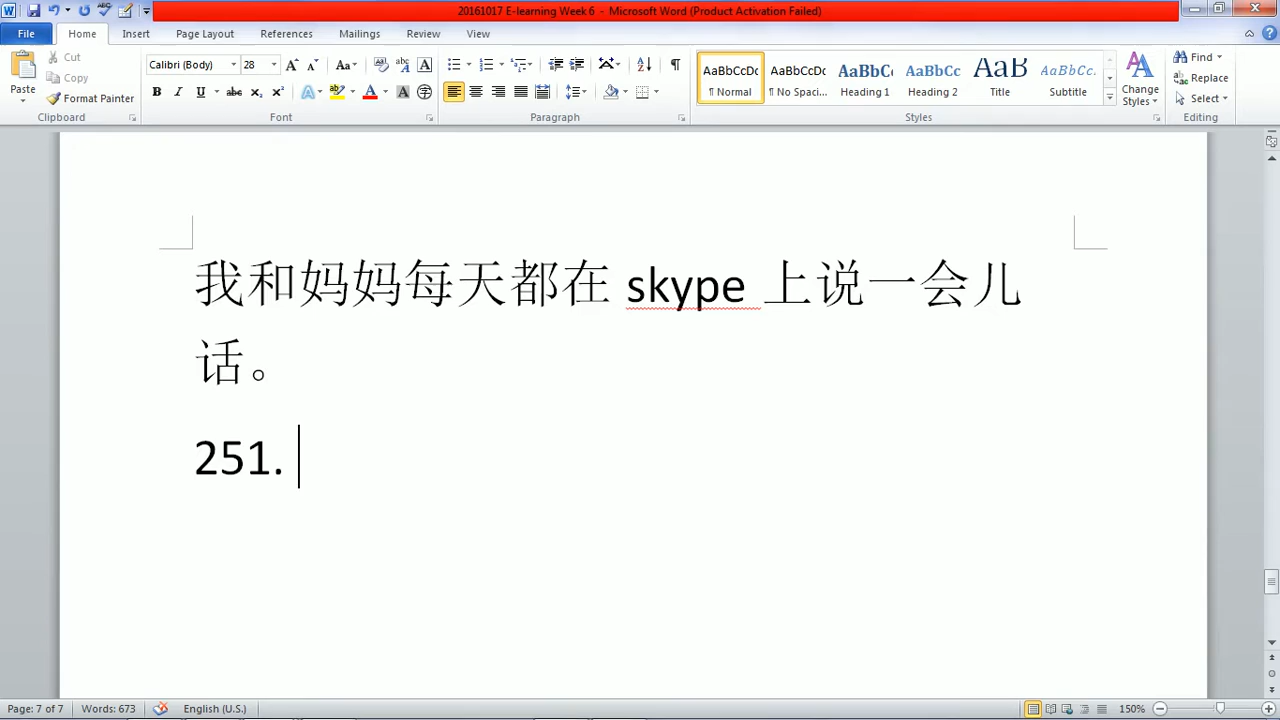 20161017 E-learning Week 6 - Microsoft Word (Product Activation Failed)
File Home Insert Page Layout References Mailings Review View
Paste Cut
Copy
Format Painter
Calibri (Body) 28
AaBbCcDc Normal
AaBbCcDc No Spaci...
AaBbC Heading 1
AaBbCc Heading 2
AaB Title
AaBbCc. Subtitle
Change Styles
Find
Replace
Select
Clipboard Font Paragraph Styles Editing
我和妈妈每天都在 skype 上说一会儿
话。
251.
Page: 7 of 7 Words: 673 English (U.S.) 150%